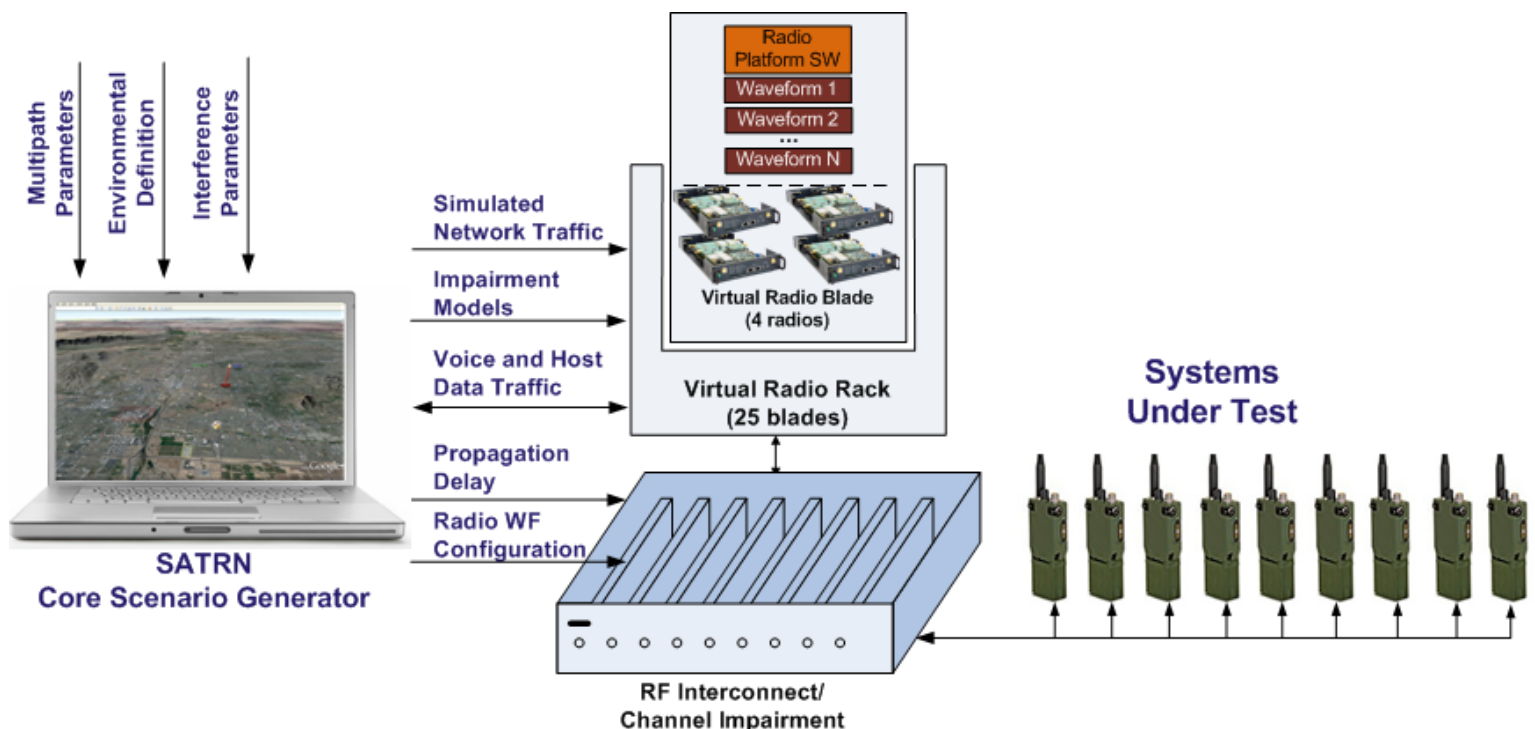 Multipath
Parameters
Environmental
Definition
Interference
Parameters
SATRN
Core Scenario Generator
Simulated
Network Traffic
Impairment
Models
Voice and Host
Data Traffic
Propagation
Delay
Radio WF
Configuration
Radio
Platform SW
Waveform 1
Waveform 2
...
Waveform N
Virtual Radio Blade
(4 radios)
Virtual Radio Rack
(25 blades)
RF Interconnect/
Channel Impairment
Systems
Under Test
Google